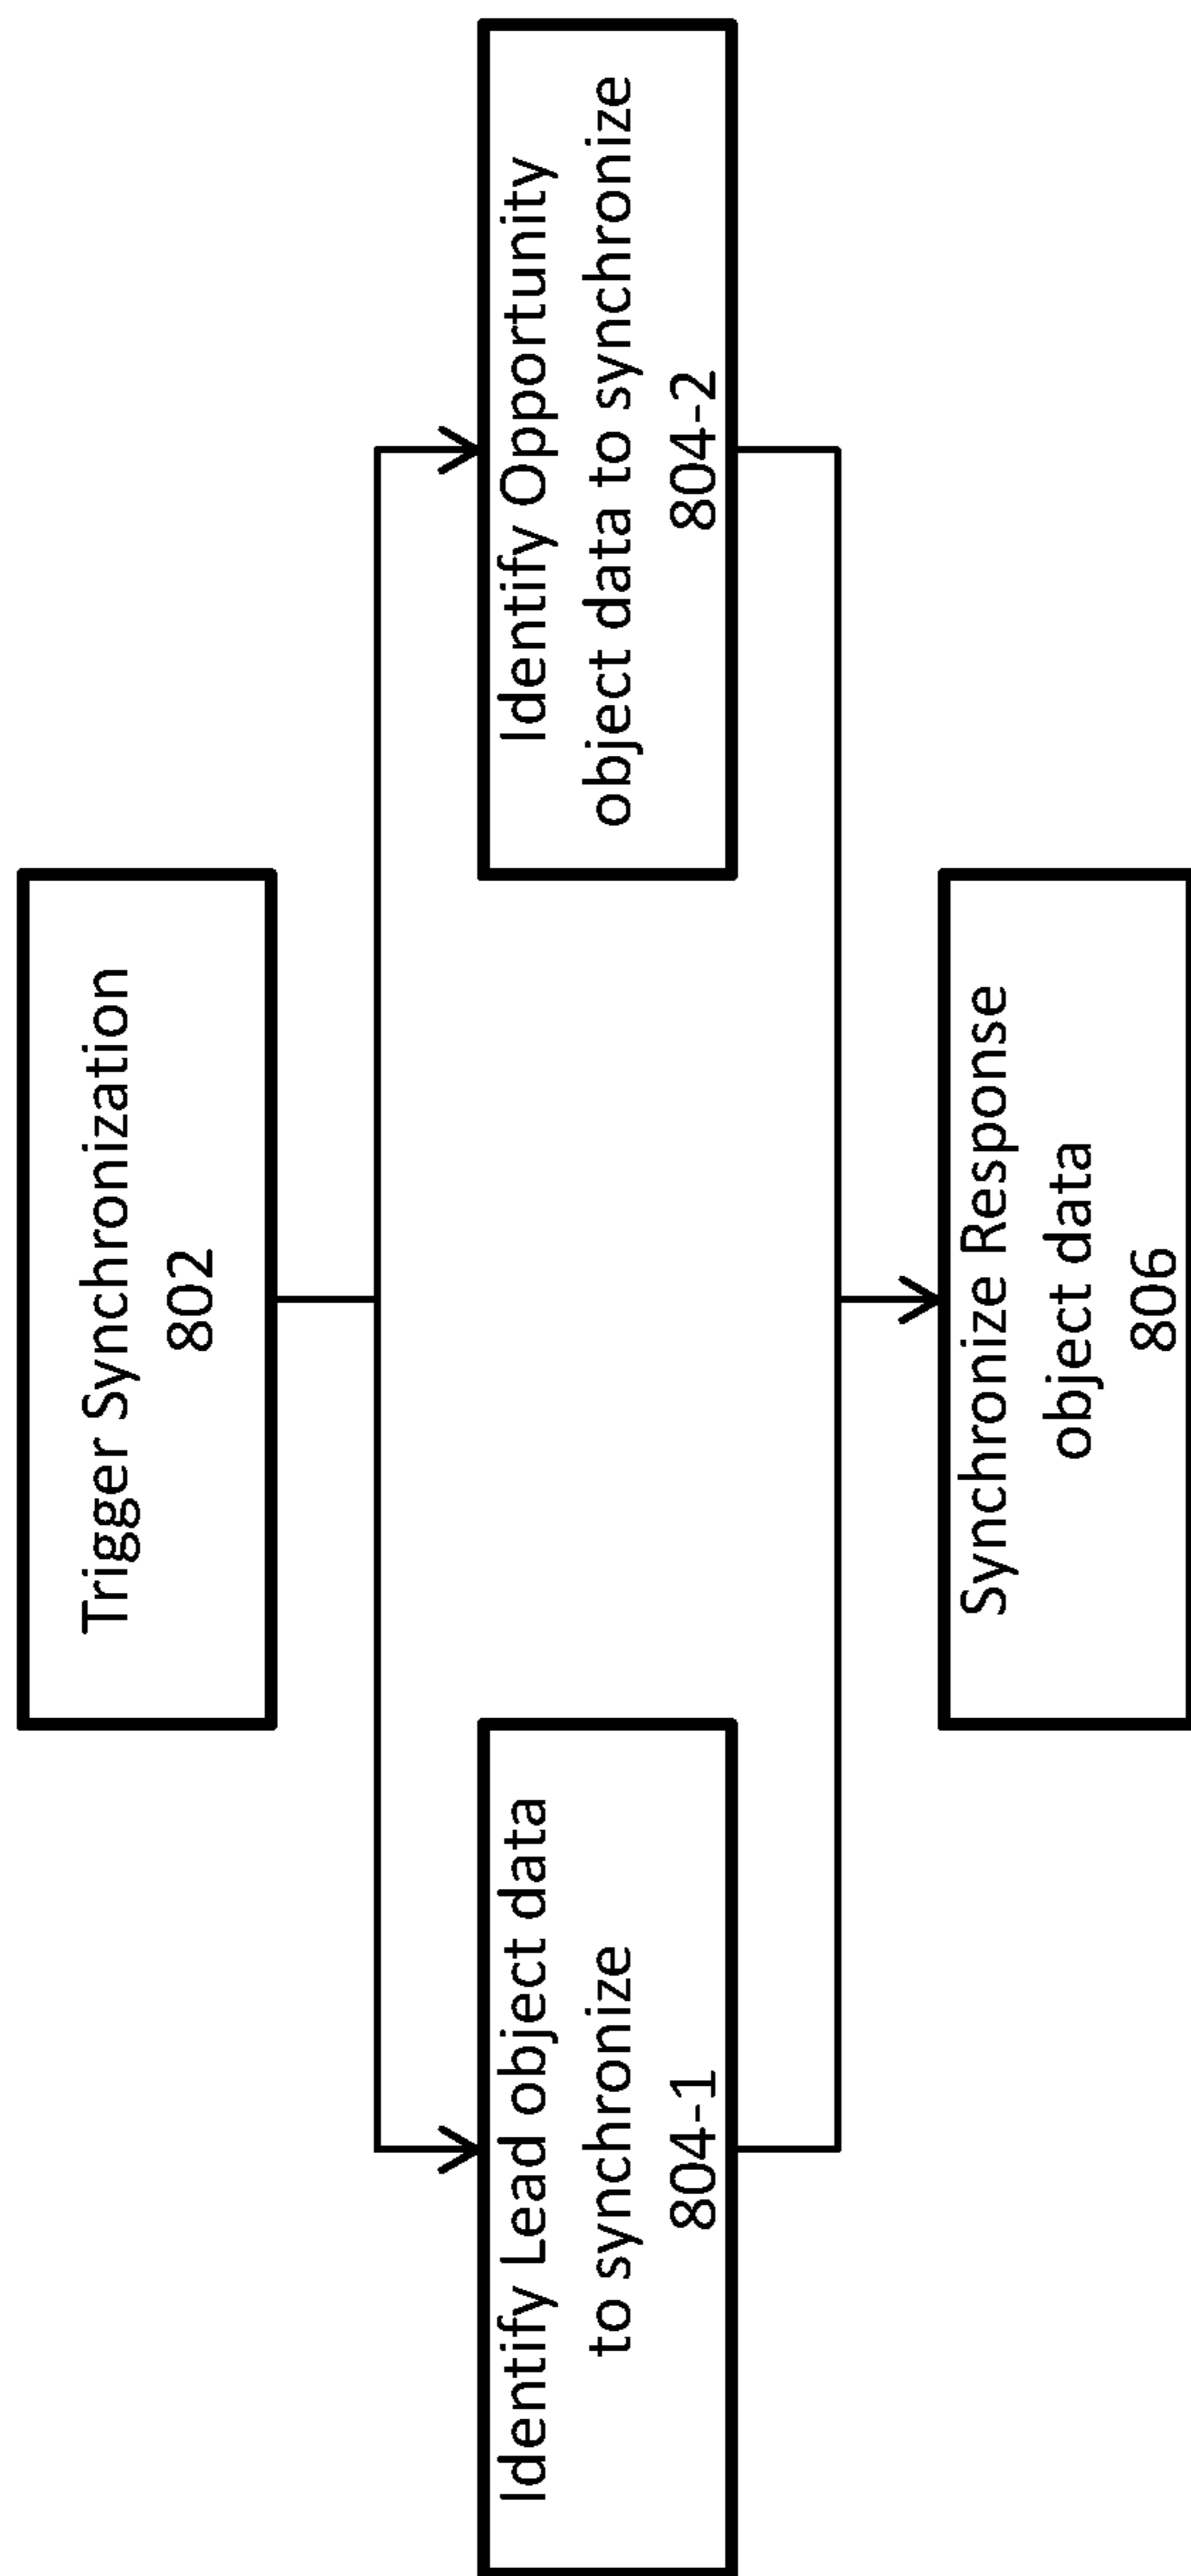 Trigger Synchronization
802
Identify Lead object data
to synchronize
804-1
Identify Opportunity
object data to synchronize
804-2
Synchronize Response
object data
806